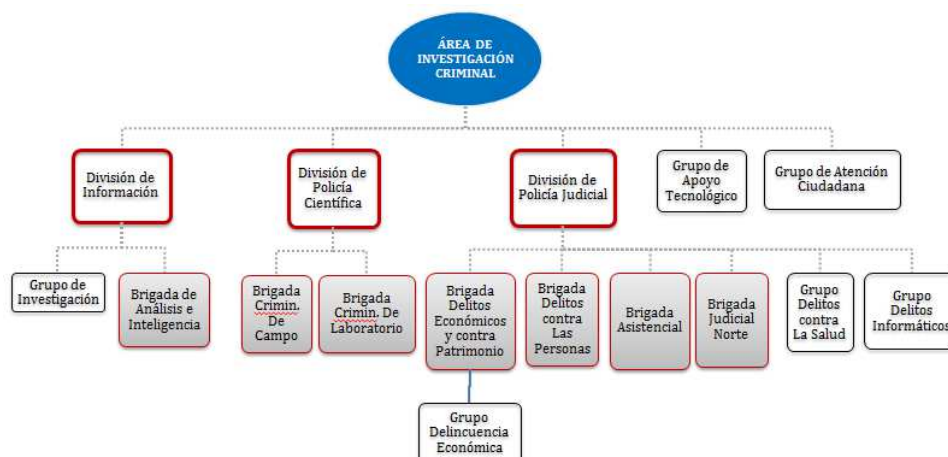 ÁREA DE
INVESTIGACIÓN
CRIMINAL
División de
Información
División de
Policía
Científica
División de
Policía Judicial
Grupo de
Apoyo
Tecnológico
Grupo de Atención
Ciudadana
Grupo de
Investigación
Brigada de
Análisis e
Inteligencia
Brigada
Crimin.
De
Campo
Brigada
Crimin. De
Laboratorio
Brigada
Delitos
Económicos
y contra
Patrimonio
Brigada
Delitos
contra
Las
Personas
Brigada
Asistencial
Brigada
Judicial
Norte
Grupo
Delitos
contra
La Salud
Grupo
Delitos
Informáticos
Grupo
Delincuencia
Económica